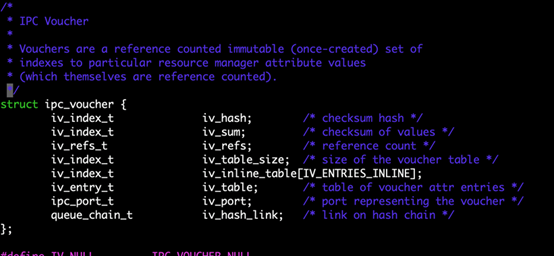 /*
* IPC Voucher
*
* Vouchers are a reference counted immutable (once-created) set of
* indexes to particular resource manager attribute values
* (which themselves are reference counted).
*/
struct ipc_voucher {
iv_index_t iv_hash; /* checksum hash */
iv_index_t iv_sum; /* checksum of values */
iv_refs_t iv_refs; /* reference count */
iv_index_t iv_table_size; /* size of the voucher table */
iv_index_t iv_inline_table[IV_ENTRIES_INLINE];
iv_entry_t iv_table; /* table of voucher attr entries */
ipc_port_t iv_port; /* port representing the voucher */
queue_chain_t iv_hash_link; /* link on hash chain */
};
#define IV_NULL IPC_VOUCHER_NULL